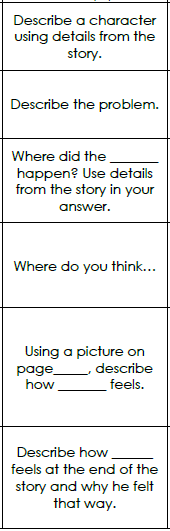 Describe a character
using details from the
story.
Describe the problem.
Where did the _______
happen? Use details
from the story in your
answer.
Where do you think…
Using a picture on
page_____, describe
how _______ feels.
Describe how ______
feels at the end of the
story and why he felt
that way.